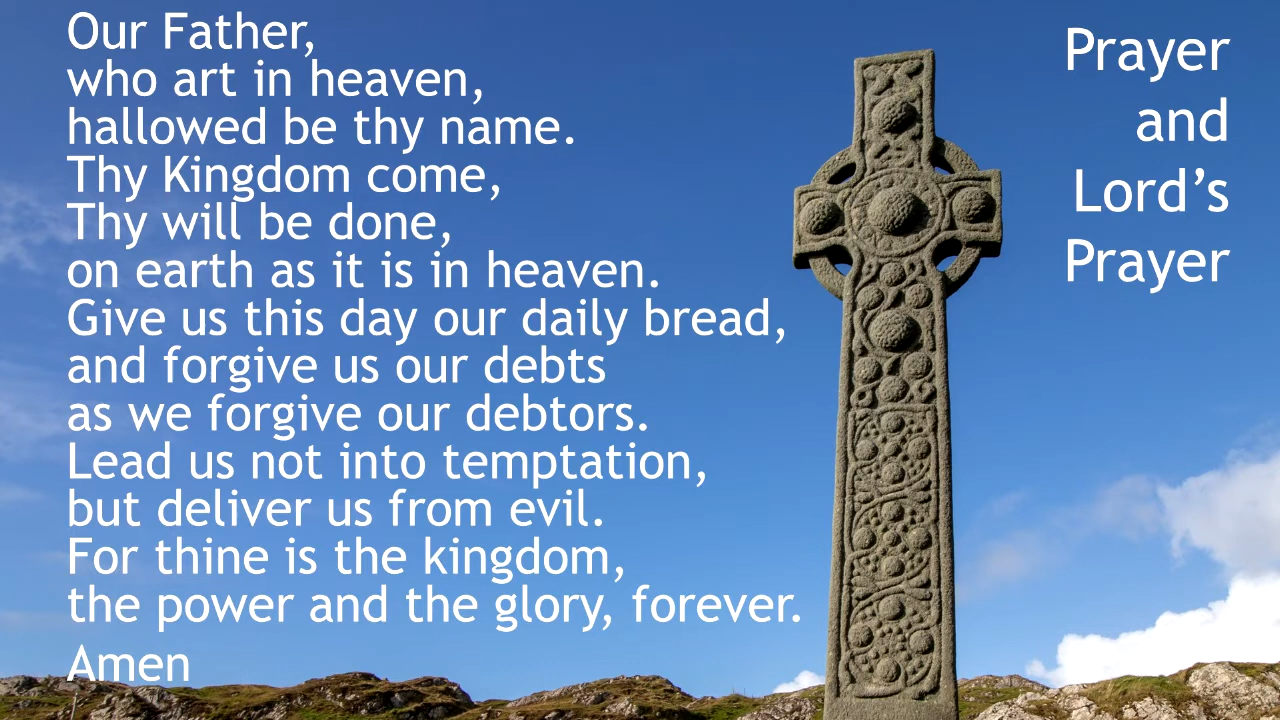 Our Father,
who art in heaven,
hallowed be thy name.
Thy Kingdom come,
Thy will be done,
on earth as it is in heaven.
Give us this day our daily bread,
and forgive us our debts
as we forgive our debtors.
Lead us not into temptation,
but deliver us from evil.
For thine is the kingdom,
the power and the glory, forever.
Amen
Prayer
and
Lord’s
Prayer